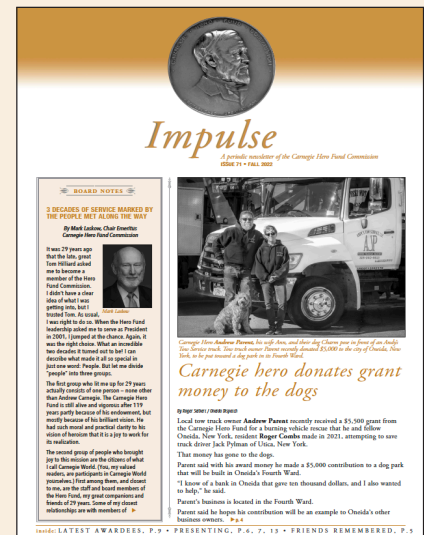 Impulse
A periodic newsletter of the Carnegie Hero Fund Commission
ISSUE 71 • FALL 2022
BOARD NOTES
3 DECADES OF SERVICE MARKED BY
THE PEOPLE MET ALONG THE WAY
By Mark Laskow, Chair Emeritus
Carnegie Hero Fund Commission
It was 29 years ago
that the late, great
Tom Hilliard asked
me to become a
member of the Hero
Fund Commission.
I didn't have a clear
idea of what I was
getting into, but I
trusted Tom. As usual,
Mark Laskow
I was right to do so. When the Hero Fund
leadership asked me to serve as President
in 2001, I jumped at the chance. Again, it
was the right choice. What an incredible
two decades it turned out to be! I can
describe what made it all so special in
just one word: People. But let me divide
"people" into three groups.
The first group who lit me up for 29 years
actually consists of one person – none other
than Andrew Carnegie. The Carnegie Hero
Fund is still alive and vigorous after 119
years partly because of his endowment, but
mostly because of his brilliant vision. He
had such moral and practical clarity to his
vision of heroism that it is a joy to work for
its realization.
The second group of people who brought
joy to this mission are the citizens of what
I call Carnegie World. (You, my valued
readers, are participants in Carnegie World
yourselves.) First among them, and closest
to me, are the staff and board members of
the Hero Fund, my great companions and
friends of 29 years. Some of my closest
relationships are with members of
Carnegie Hero Andrew Parent, his wife Ann, and their dog Charm pose in front of an Andy's
Tow Service truck. Tow truck owner Parent recently donated $5,000 to the city of Oneida, New
York, to be put toward a dog park in its Fourth Ward.
Carnegie hero donates grant
money to the dogs
By Roger Seibert / Oneida Dispatch
Local tow truck owner Andrew Parent recently received a $5,500 grant from
the Carnegie Hero Fund for a burning vehicle rescue that he and fellow
Oneida, New York, resident Roger Combs made in 2021, attempting to save
truck driver Jack Pylman of Utica, New York.
That money has gone to the dogs.
Parent said with his award money he made a $5,000 contribution to a dog park
that will be built in Oneida's Fourth Ward.
"I know of a bank in Oneida that gave ten thousand dollars, and I also wanted
to help," he said.
Parent's business is located in the Fourth Ward.
Parent said he hopes his contribution will be an example to Oneida's other
business owners. p.4
inside: LATEST AWARDEES, P.9 • PRESENTING, P.6, 7, 13 • FRIENDS REMEMBERED, P.5